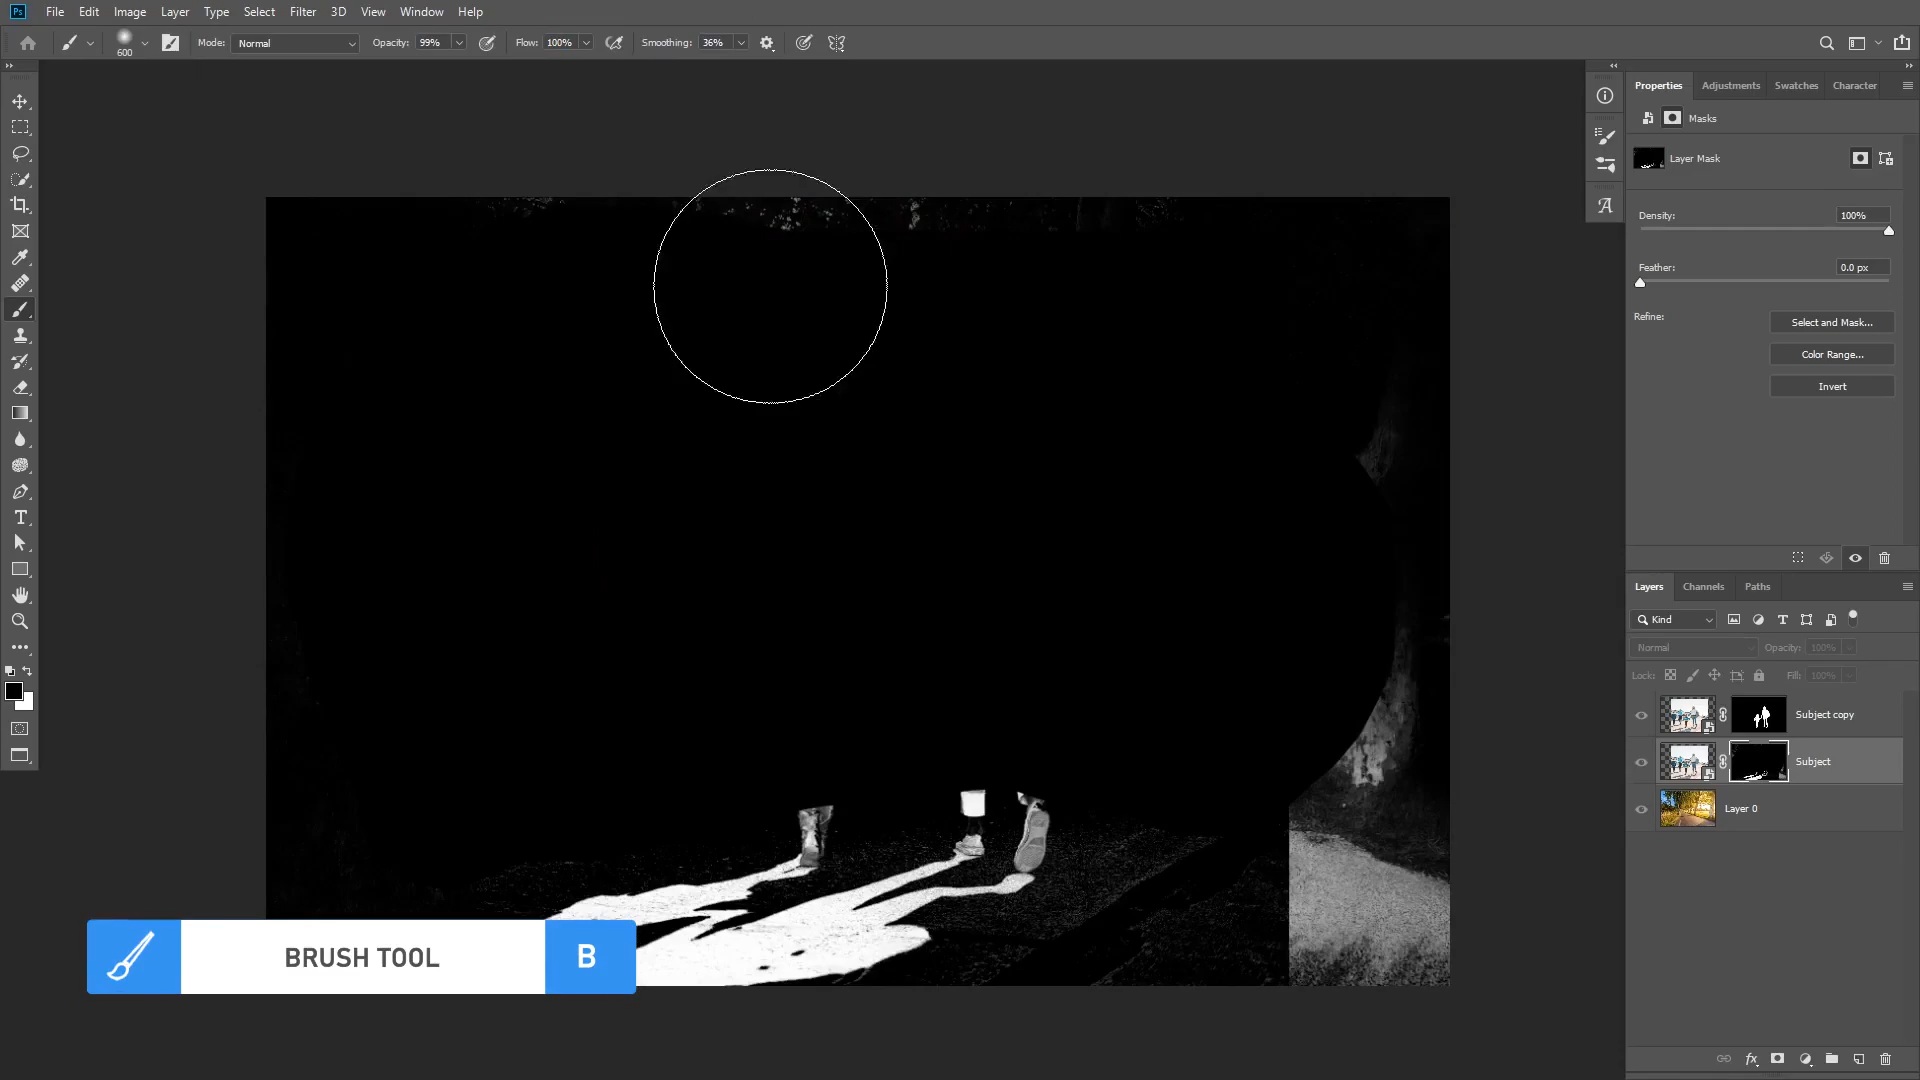 Ps File Edit Image Layer Type Select Filter 3D View Window Help
600 Mode: Normal Opacity: 99% Flow: 100% Smoothing: 36%
Properties Adjustments Swatches Character
Masks
Layer Mask
Density: 100%
Feather: 0.0 px
Refine: Select and Mask...
Color Range...
Invert
Layers Channels Paths
Kind
Normal Opacity: 100%
Lock: Fill: 100%
Subject copy
Subject
Layer 0
BRUSH TOOL B